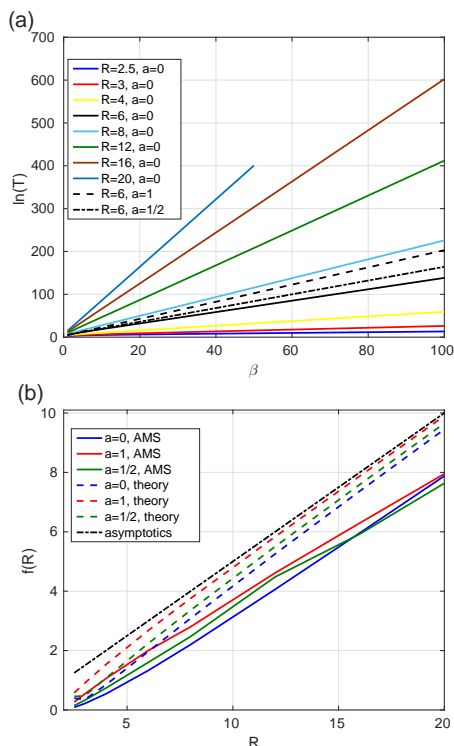 (a)
700
600
500
400
300
200
100
0
ln(T)
R=2.5, a=0
R=3, a=0
R=4, a=0
R=6, a=0
R=8, a=0
R=12, a=0
R=16, a=0
R=20, a=0
R=6, a=1
R=6, a=1/2
0 20 40 60 80 100
β
(b)
10
8
6
4
2
0
f(R)
a=0, AMS
a=1, AMS
a=1/2, AMS
a=0, theory
a=1, theory
a=1/2, theory
asymptotics
5 10 15 20
R